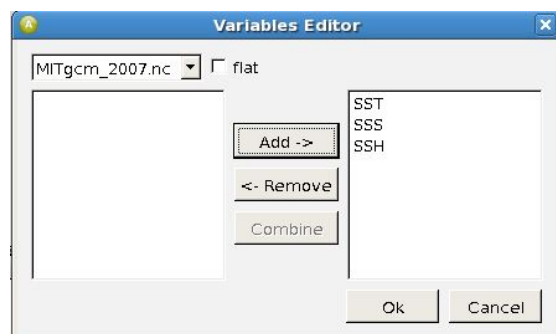 Variables Editor
MITgcm_2007.nc
flat
SST
SSS
SSH
Add ->
<- Remove
Combine
Ok
Cancel